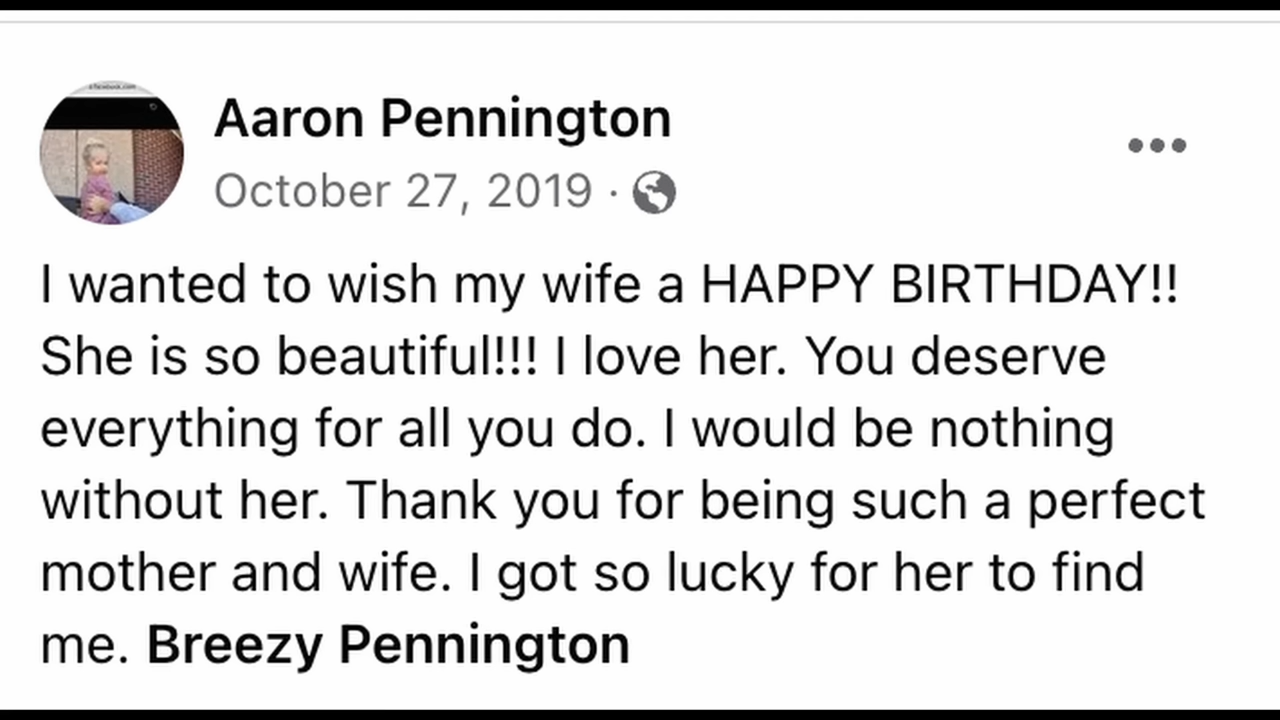 Aaron Pennington
October 27, 2019 ·
I wanted to wish my wife a HAPPY BIRTHDAY!!
She is so beautiful!!! I love her. You deserve
everything for all you do. I would be nothing
without her. Thank you for being such a perfect
mother and wife. I got so lucky for her to find
me. Breezy Pennington